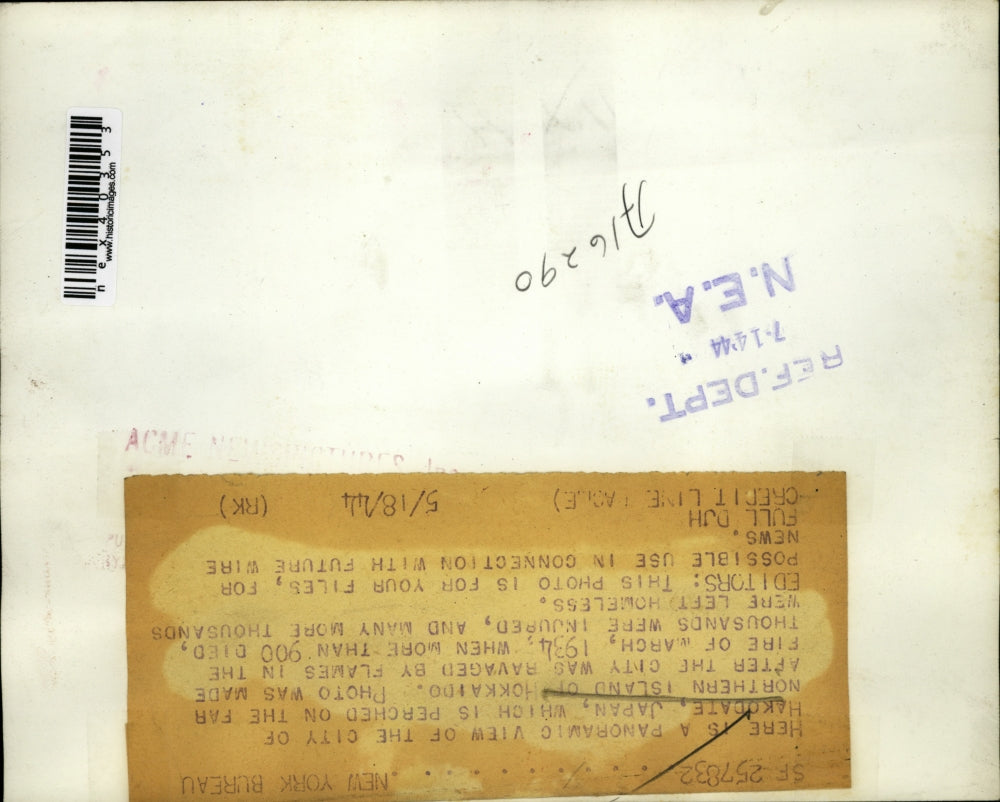 SF 257832 . . . . . . . . NEW YORK BUREAU
HERE IS A PANORAMIC VIEW OF THE CITY OF
HAKODATE, JAPAN, WHICH IS PERCHED ON THE FAR
NORTHERN ISLAND OF HOKKAIDO. PHOTO WAS MADE
AFTER THE CITY WAS RAVAGED BY FLAMES IN THE
FIRE OF MARCH, 1934, WHEN MORE THAN 900 DIED,
THOUSANDS WERE INJURED, AND MANY MORE THOUSANDS
WERE LEFT HOMELESS.
EDITORS: THIS PHOTO IS FOR YOUR FILES, FOR
POSSIBLE USE IN CONNECTION WITH FUTURE WIRE
NEWS.
FULL DJH
CREDIT LINE (ACME) 5/18/44 (RK)
ACME NEWSPICTURES, Inc.
REF. DEPT.
7-14-44
N.E.A.
A16290
nex40353
www.historicimages.com